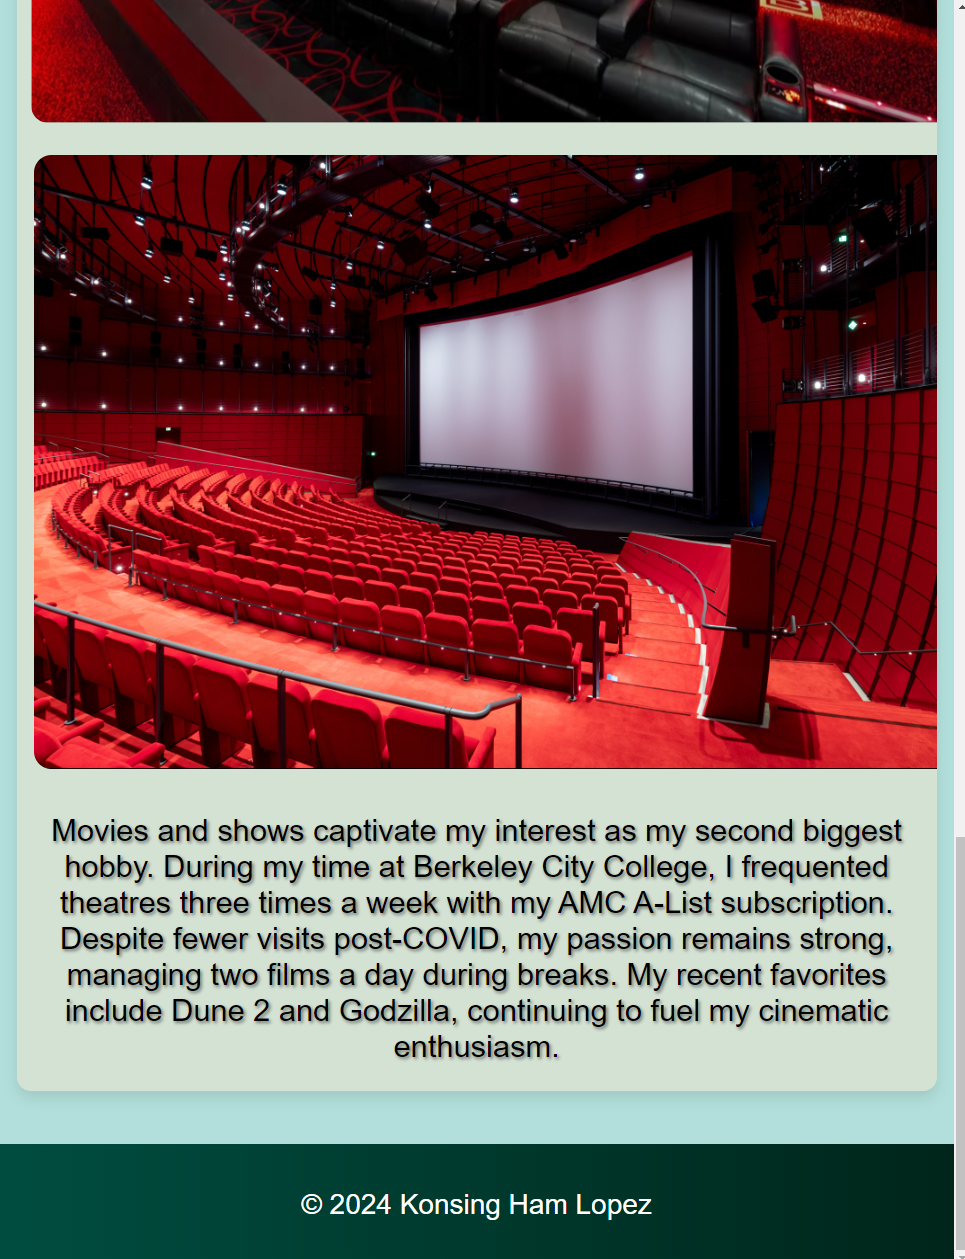 Movies and shows captivate my interest as my second biggest
hobby. During my time at Berkeley City College, I frequented
theatres three times a week with my AMC A-List subscription.
Despite fewer visits post-COVID, my passion remains strong,
managing two films a day during breaks. My recent favorites
include Dune 2 and Godzilla, continuing to fuel my cinematic
enthusiasm.
© 2024 Konsing Ham Lopez